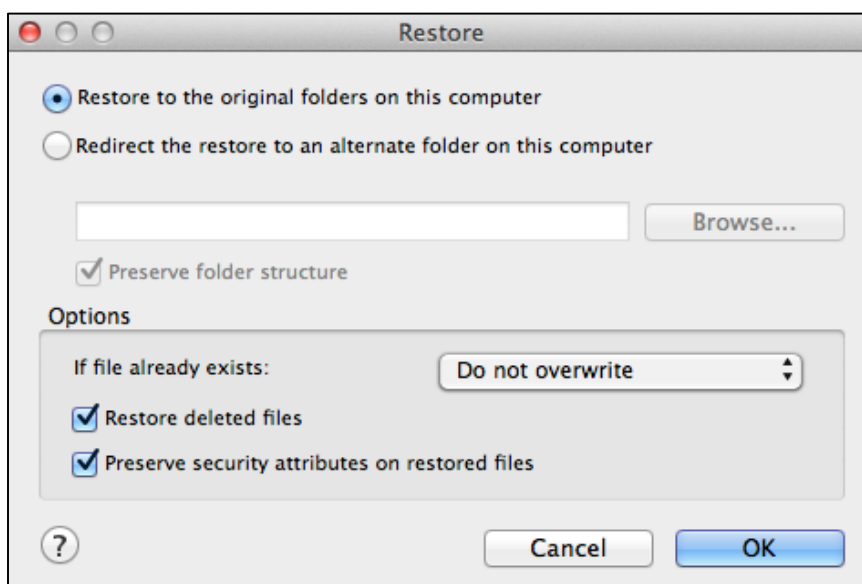 Restore
Restore to the original folders on this computer
Redirect the restore to an alternate folder on this computer
Browse...
Preserve folder structure
Options
If file already exists: Do not overwrite
Restore deleted files
Preserve security attributes on restored files
? Cancel OK